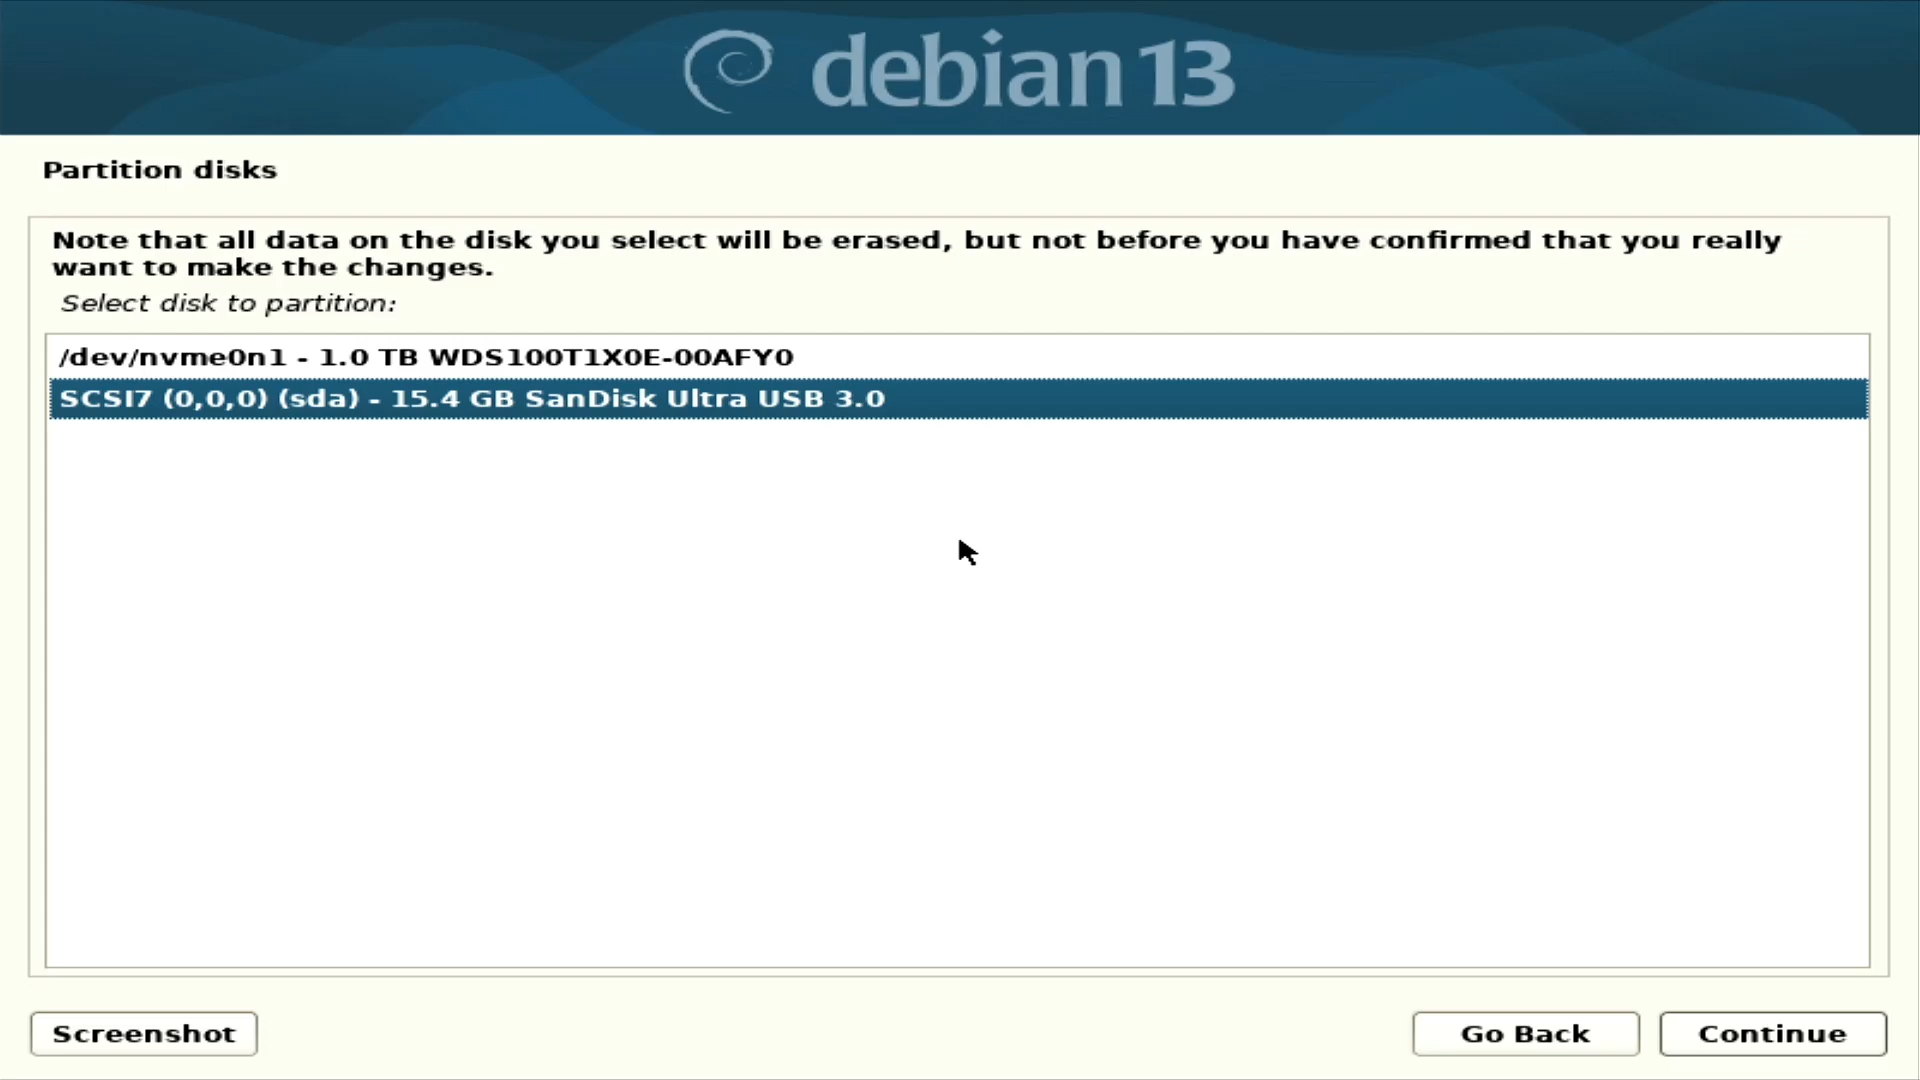 debian 13
Partition disks
Note that all data on the disk you select will be erased, but not before you have confirmed that you really
want to make the changes.
Select disk to partition:
/dev/nvme0n1 - 1.0 TB WDS100T1X0E-00AFY0
SCSI7 (0,0,0) (sda) - 15.4 GB SanDisk Ultra USB 3.0
Screenshot
Go Back
Continue